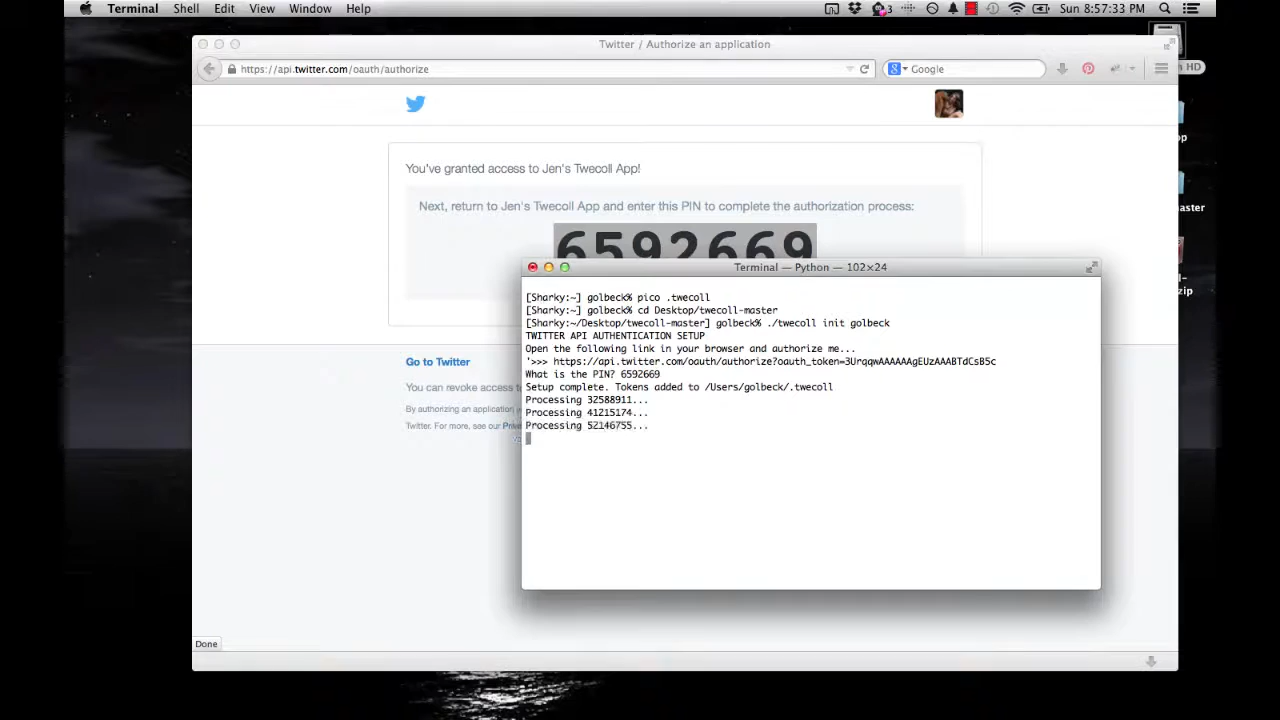 Terminal Shell Edit View Window Help 3 Sun 8:57:33 PM
Twitter / Authorize an application
https://api.twitter.com/oauth/authorize Google
HD
You've granted access to Jen's Twecoll App!
Next, return to Jen's Twecoll App and enter this PIN to complete the authorization process:
6592669
Terminal — Python — 102×24
[Sharky:~] golbeck% pico .twecoll
[Sharky:~] golbeck% cd Desktop/twecoll-master
[Sharky:~/Desktop/twecoll-master] golbeck% ./twecoll init golbeck
TWITTER API AUTHENTICATION SETUP
Open the following link in your browser and authorize me...
'>>> https://api.twitter.com/oauth/authorize?oauth_token=3UrqqwAAAAAAgEUzAAABTdCsB5c
What is the PIN? 6592669
Setup complete. Tokens added to /Users/golbeck/.twecoll
Processing 32588911...
Processing 41215174...
Processing 52146755...
Go to Twitter
You can revoke access to
By authorizing an application
Twitter. For more, see our
Done
op
aster
l-
zip